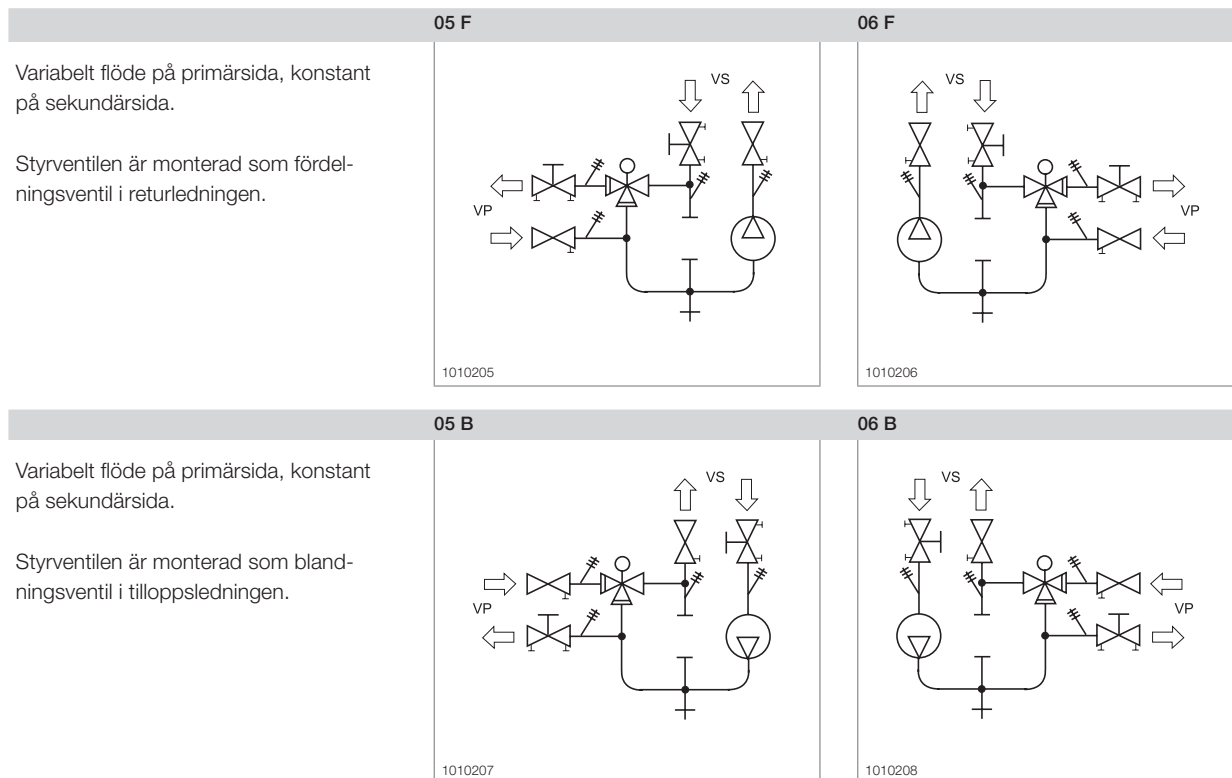 05 F
06 F
Variabelt flöde på primärsida, konstant
på sekundärsida.
Styrventilen är monterad som fördel-
ningsventil i returledningen.
VS
VP
1010205
VS
VP
1010206
05 B
06 B
Variabelt flöde på primärsida, konstant
på sekundärsida.
Styrventilen är monterad som bland-
ningsventil i tilloppsledningen.
VS
VP
1010207
VS
VP
1010208